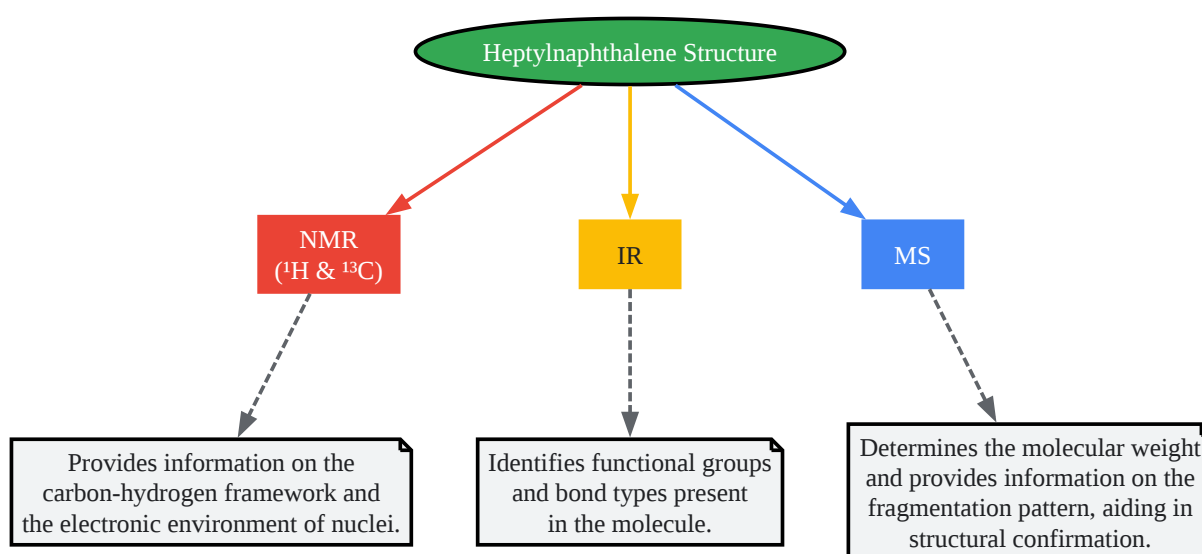 Heptylnaphthalene Structure
NMR
(¹H & ¹³C)
IR
MS
Provides information on the
carbon-hydrogen framework and
the electronic environment of nuclei.
Identifies functional groups
and bond types present
in the molecule.
Determines the molecular weight
and provides information on the
fragmentation pattern, aiding in
structural confirmation.